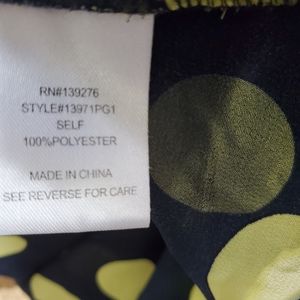 RN#139276
STYLE#13971PG1
SELF
100%POLYESTER
MADE IN CHINA
SEE REVERSE FOR CARE